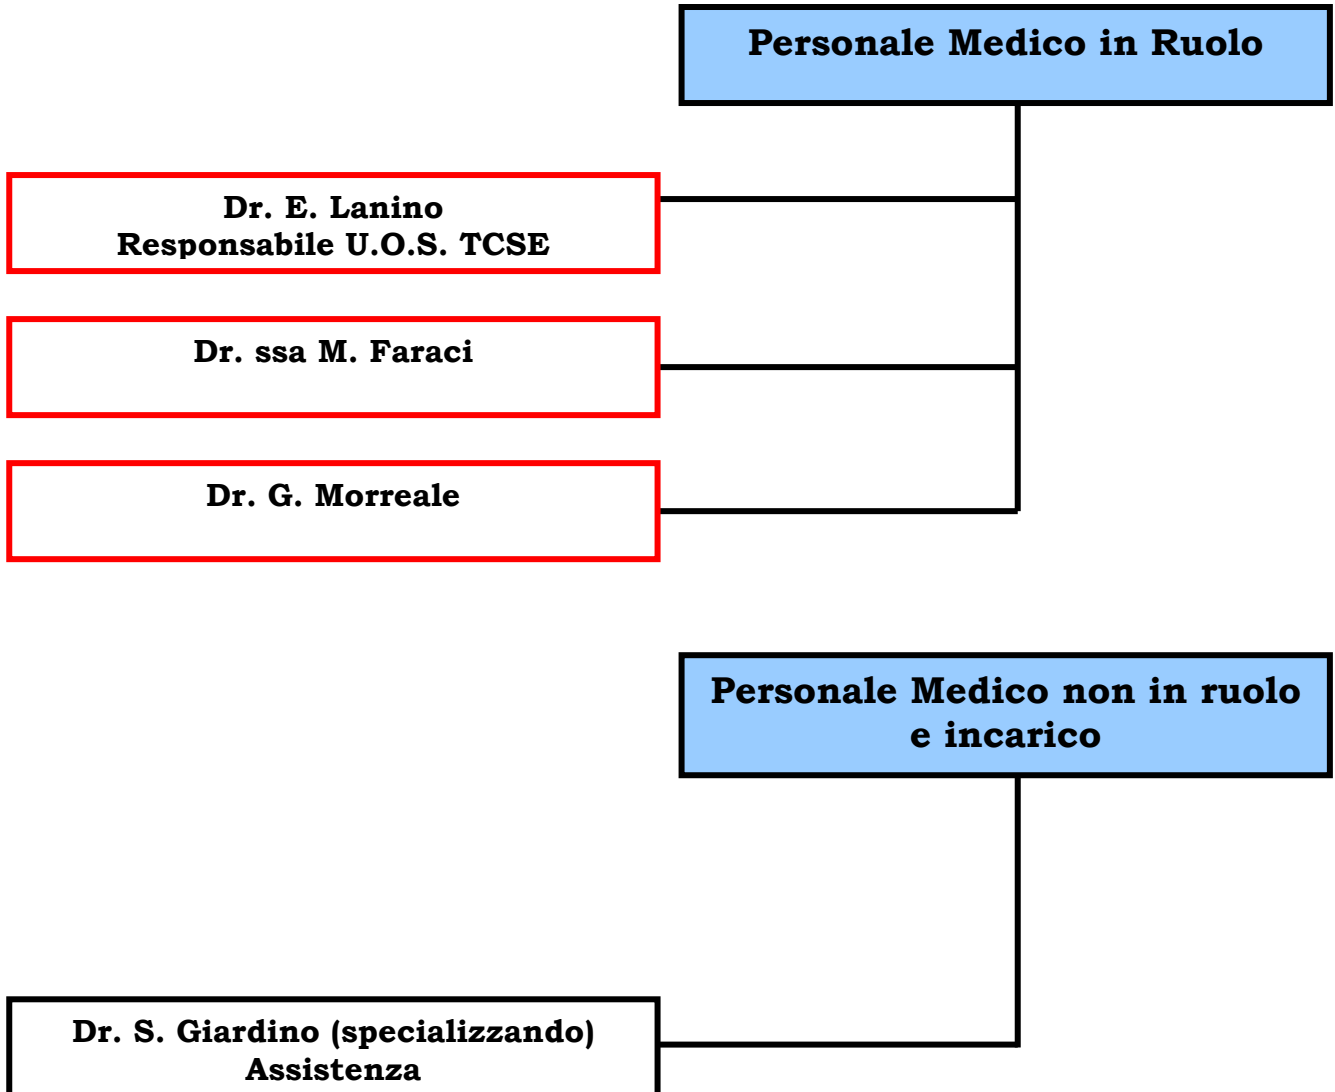 Personale Medico in Ruolo
Dr. E. Lanino
Responsabile U.O.S. TCSE
Dr. ssa M. Faraci
Dr. G. Morreale
Personale Medico non in ruolo
e incarico
Dr. S. Giardino (specializzando)
Assistenza